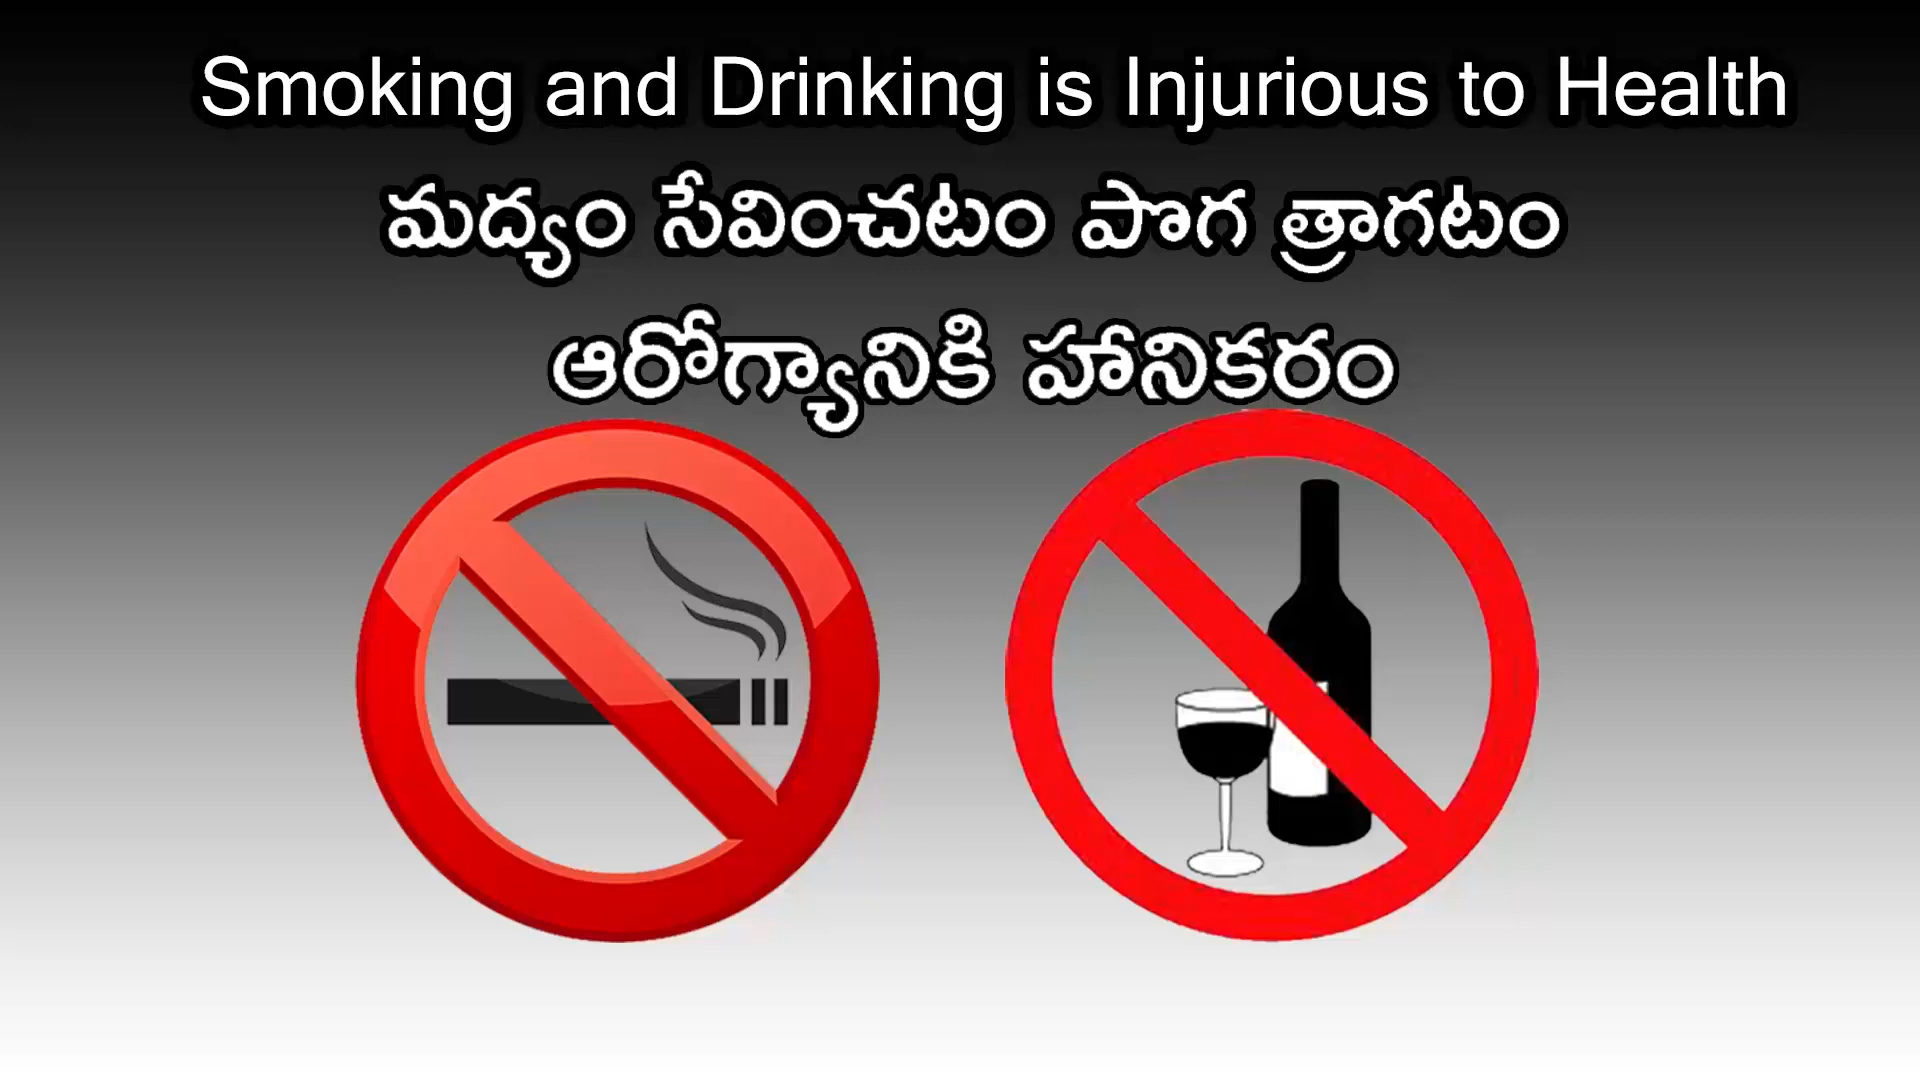 Smoking and Drinking is Injurious to Health
మద్యం సేవించటం పొగ త్రాగటం
ఆరోగ్యానికి హానికరం